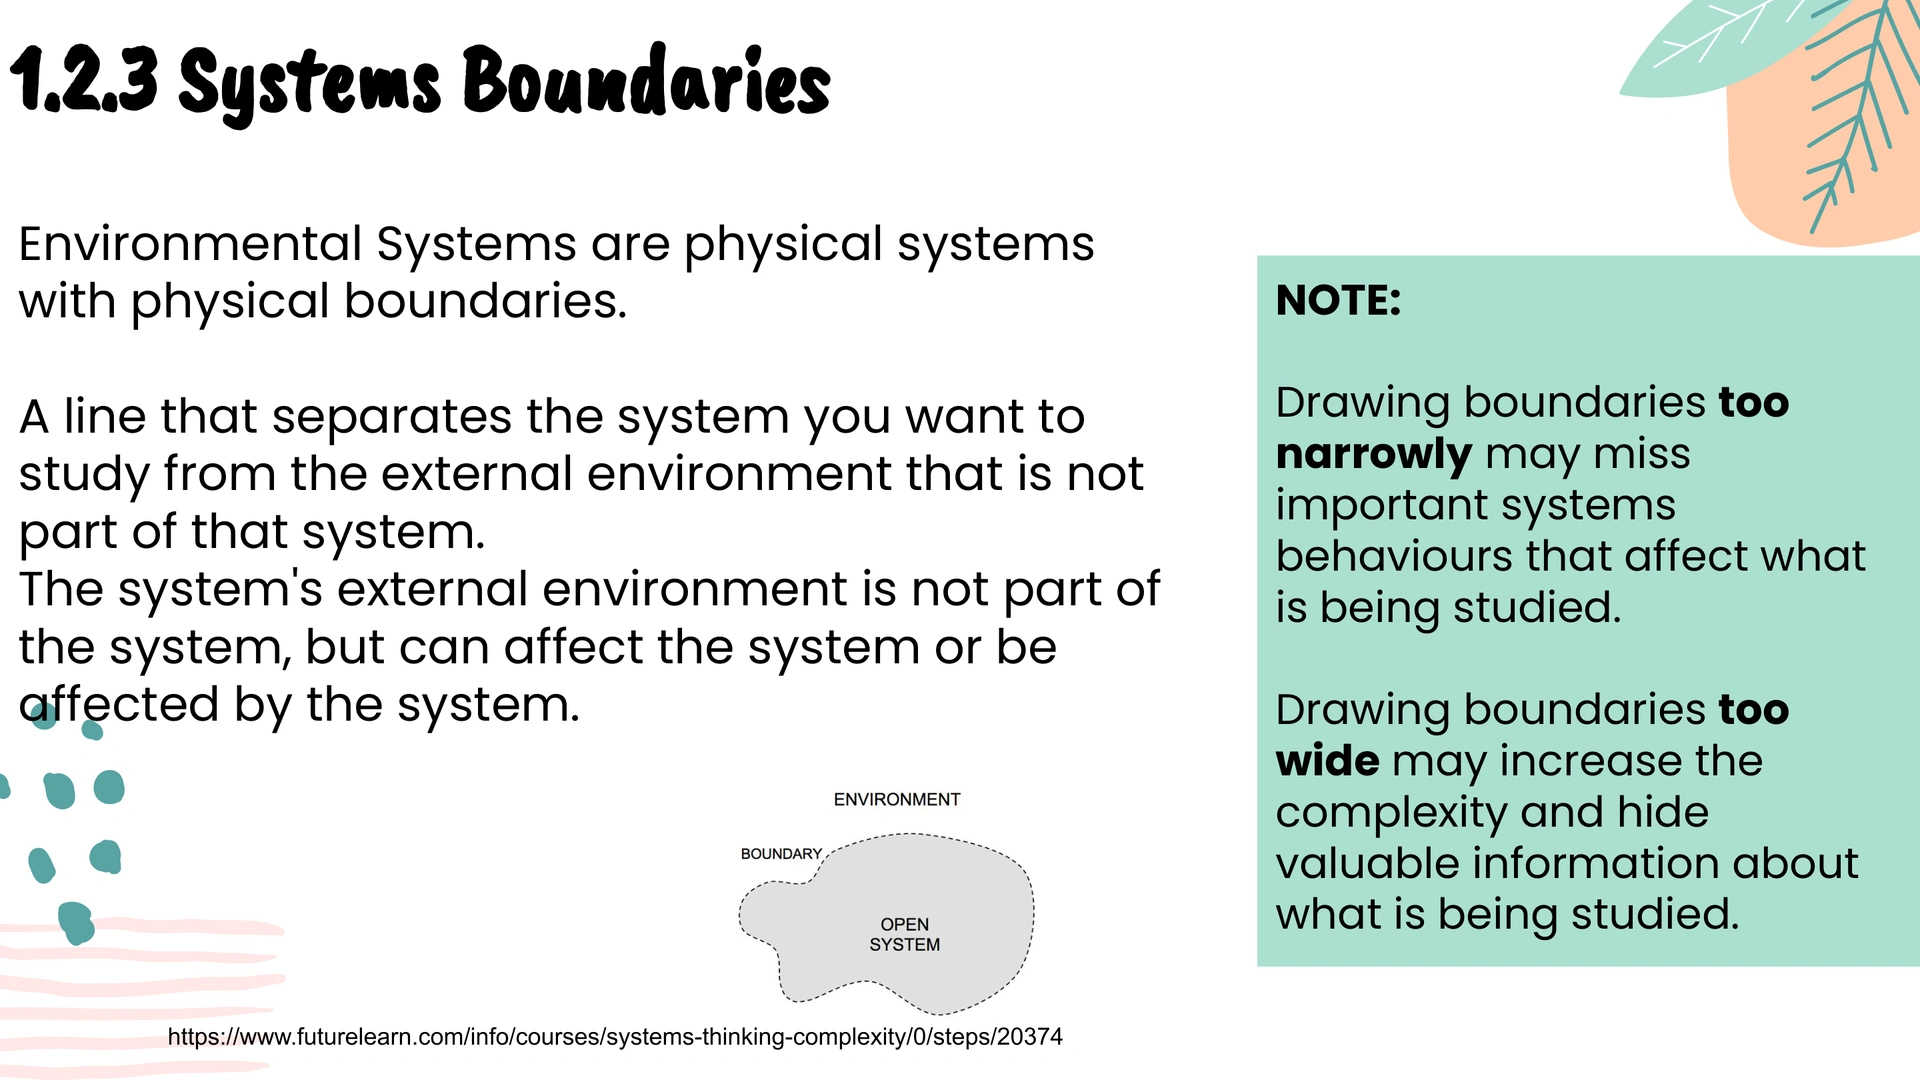 1.2.3 Systems Boundaries
Environmental Systems are physical systems
with physical boundaries.
A line that separates the system you want to
study from the external environment that is not
part of that system.
The system's external environment is not part of
the system, but can affect the system or be
affected by the system.
NOTE:
Drawing boundaries too
narrowly may miss
important systems
behaviours that affect what
is being studied.
Drawing boundaries too
wide may increase the
complexity and hide
valuable information about
what is being studied.
ENVIRONMENT
BOUNDARY
OPEN
SYSTEM
https://www.futurelearn.com/info/courses/systems-thinking-complexity/0/steps/20374